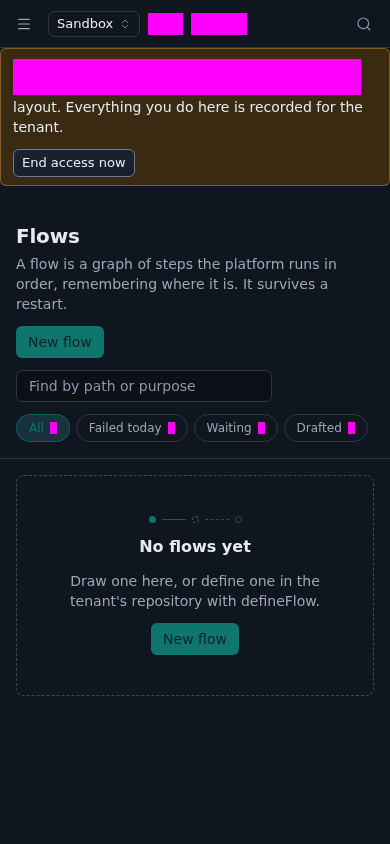 Sandbox
layout. Everything you do here is recorded for the
tenant.
End access now
Flows
A flow is a graph of steps the platform runs in
order, remembering where it is. It survives a
restart.
New flow
Find by path or purpose
All
Failed today
Waiting
Drafted
No flows yet
Draw one here, or define one in the
tenant's repository with defineFlow.
New flow